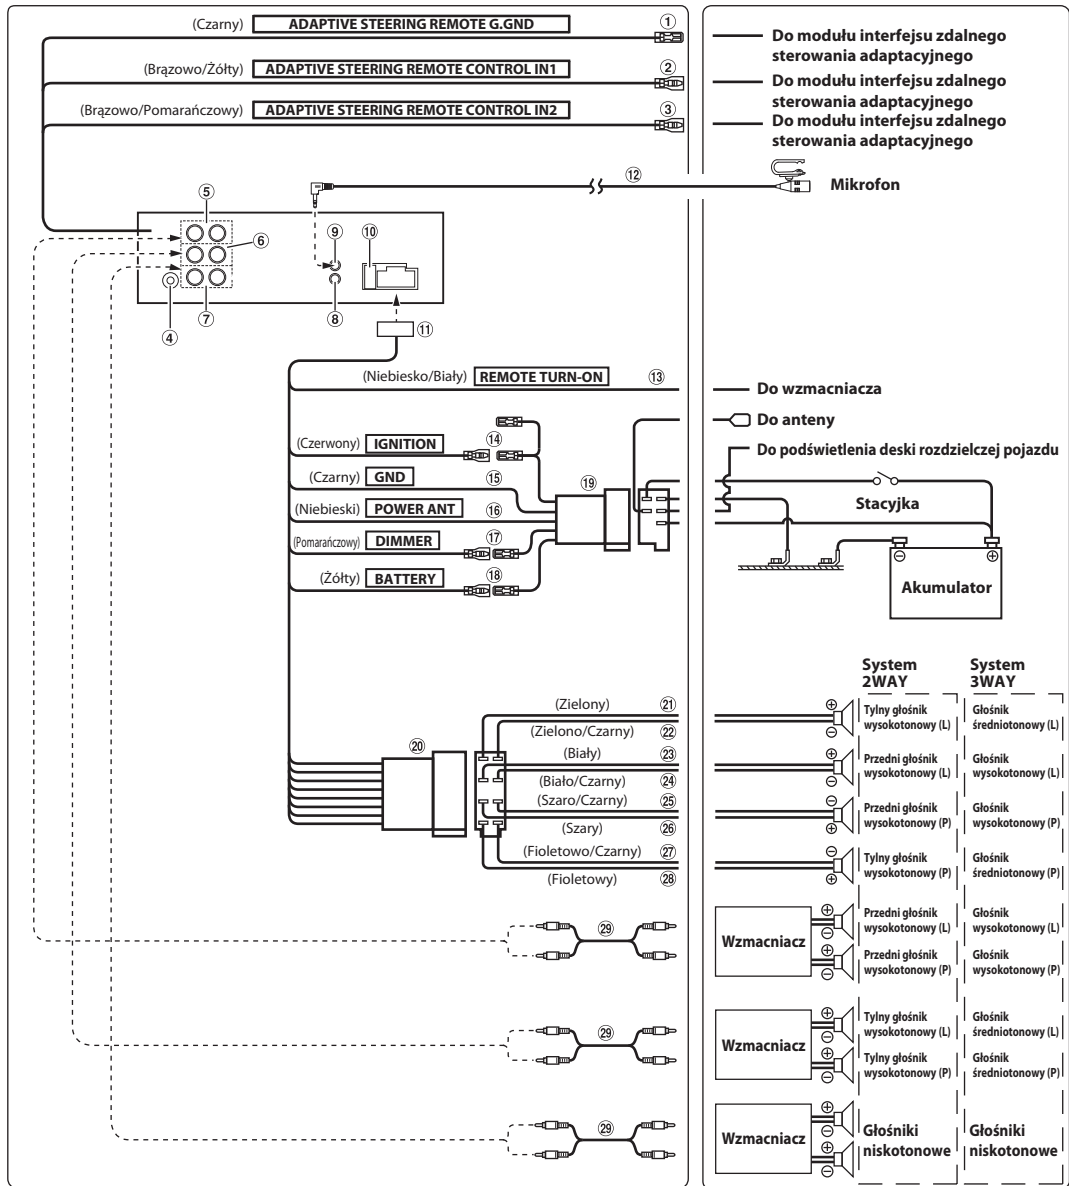 (Czarny) ADAPTIVE STEERING REMOTE G.GND ①
Do modułu interfejsu zdalnego
sterowania adaptacyjnego
(Brązowo/Żółty) ADAPTIVE STEERING REMOTE CONTROL IN1 ②
Do modułu interfejsu zdalnego
sterowania adaptacyjnego
(Brązowo/Pomarańczowy) ADAPTIVE STEERING REMOTE CONTROL IN2 ③
Do modułu interfejsu zdalnego
sterowania adaptacyjnego
⑫
Mikrofon
⑤
⑥
⑨ ⑩
④ ⑦ ⑧ ⑪
(Niebiesko/Biały) REMOTE TURN-ON ⑬
Do wzmacniacza
Do anteny
(Czerwony) IGNITION ⑭
Do podświetlenia deski rozdzielczej pojazdu
(Czarny) GND ⑮ ⑲
Stacyjka
(Niebieski) POWER ANT ⑯
(Pomarańczowy) DIMMER ⑰
(Żółty) BATTERY ⑱
⊖ ⊕
Akumulator
System
2WAY
System
3WAY
(Zielony) ㉑
(Zielono/Czarny) ㉒
⊕
⊖
Tylny głośnik
wysokotonowy (L)
Głośnik
średniotonowy (L)
⑳
(Biały) ㉓
(Biało/Czarny) ㉔
⊕
⊖
Przedni głośnik
wysokotonowy (L)
Głośnik
wysokotonowy (L)
(Szaro/Czarny) ㉕
(Szary) ㉖
⊖
⊕
Przedni głośnik
wysokotonowy (P)
Głośnik
wysokotonowy (P)
(Fioletowo/Czarny) ㉗
(Fioletowy) ㉘
⊖
⊕
Tylny głośnik
wysokotonowy (P)
Głośnik
średniotonowy (P)
㉙
Wzmacniacz
⊕
⊖
Przedni głośnik
wysokotonowy (L)
Głośnik
wysokotonowy (L)
⊕
⊖
Przedni głośnik
wysokotonowy (P)
Głośnik
wysokotonowy (P)
㉙
Wzmacniacz
⊕
⊖
Tylny głośnik
wysokotonowy (L)
Głośnik
średniotonowy (L)
⊕
⊖
Tylny głośnik
wysokotonowy (P)
Głośnik
średniotonowy (P)
㉙
Wzmacniacz
⊕
⊖
⊕
⊖
Głośniki
niskotonowe
Głośniki
niskotonowe